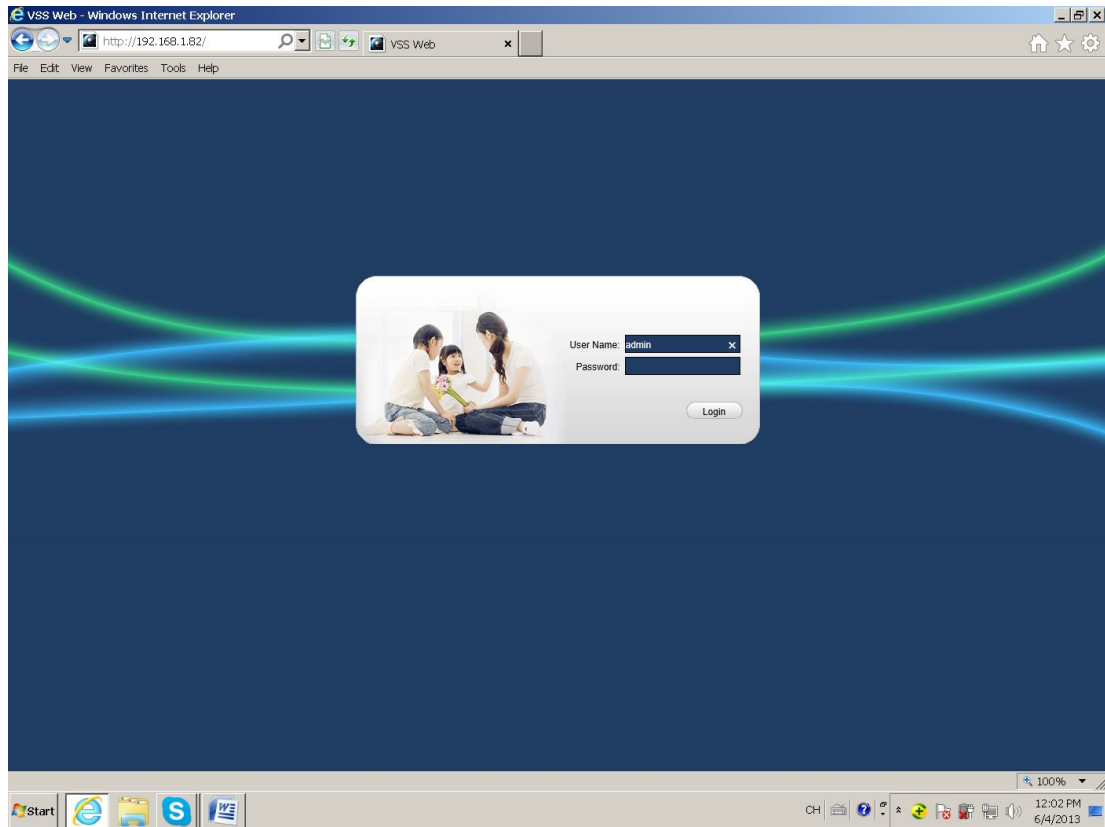 VSS Web - Windows Internet Explorer
http://192.168.1.82/
VSS Web
File Edit View Favorites Tools Help
User Name: admin
Password:
Login
100%
Start
CH
12:02 PM
6/4/2013